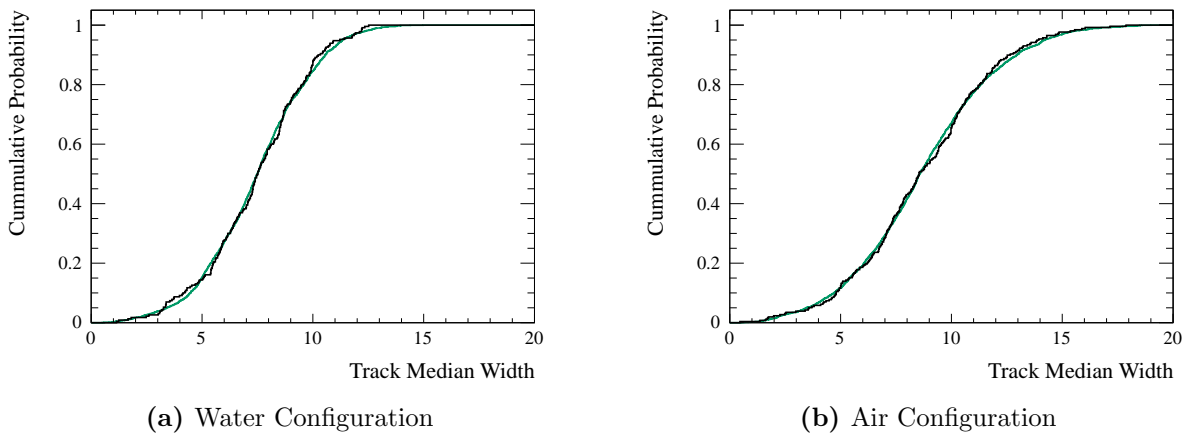 Cummulative Probability
1
0.8
0.6
0.4
0.2
0
0 5 10 15 20
Track Median Width
(a) Water Configuration
Cummulative Probability
1
0.8
0.6
0.4
0.2
0
0 5 10 15 20
Track Median Width
(b) Air Configuration